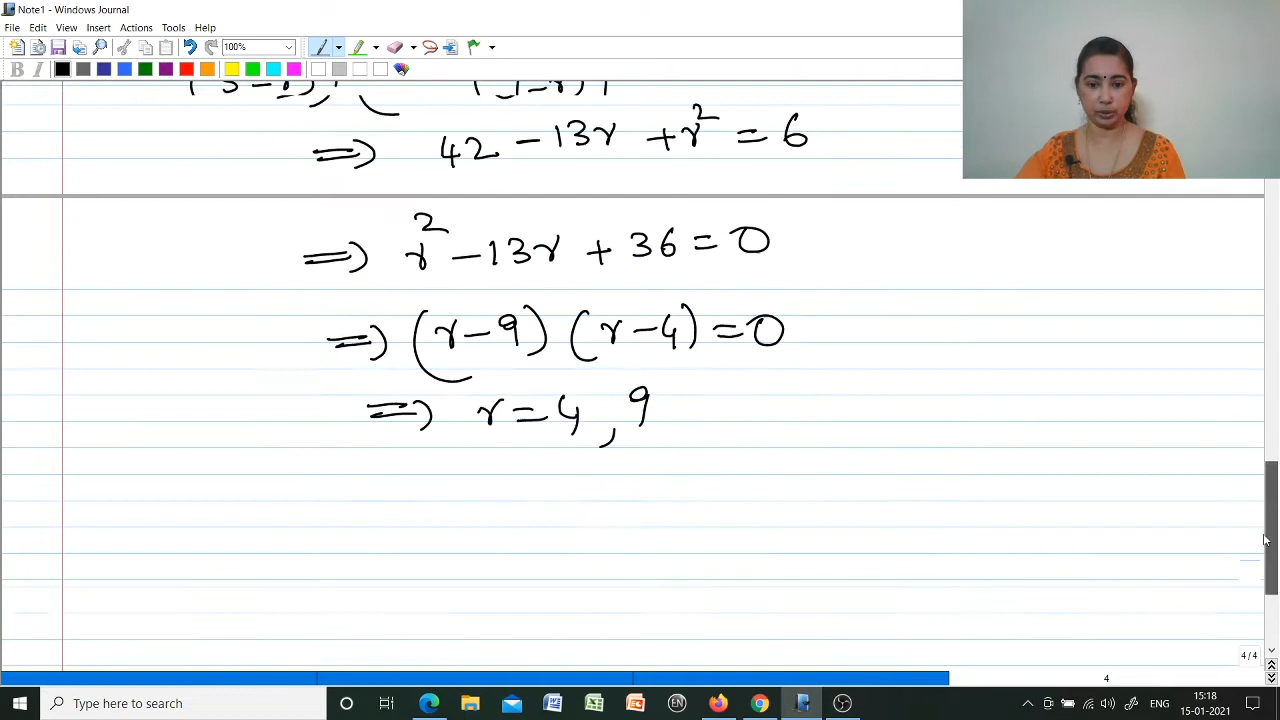 Note1 - Windows Journal
File Edit View Insert Actions Tools Help
100%
B I
⇒ 42 - 13r + r² = 6
⇒ r² - 13r + 36 = 0
⇒ (r - 9) (r - 4) = 0
⇒ r = 4, 9
4/4
4
Type here to search
EN
ENG
15:18
15-01-2021